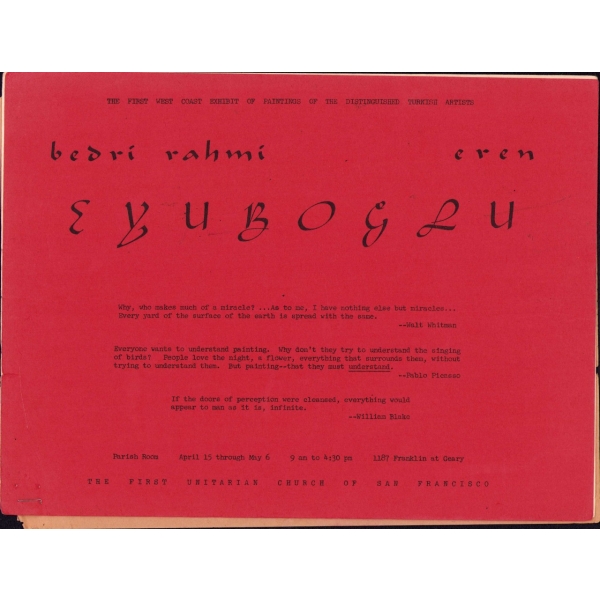 THE FIRST WEST COAST EXHIBIT OF PAINTINGS OF THE DISTINGUISHED TURKISH ARTISTS
bedri rahmi eren
EYUBOGLU
Why, who makes much of a miracle? ...As to me, I know nothing else but miracles...
Every yard of the surface of the earth is spread with the same.
--Walt Whitman
Everyone wants to understand painting. Why don't they try to understand the singing
of birds? People love the night, a flower, everything that surrounds them, without
trying to understand them. But painting--that they must understand.
--Pablo Picasso
If the doors of perception were cleansed, everything would
appear to man as it is, infinite.
--William Blake
Parish Room April 15 through May 6 9 am to 4:30 pm 1187 Franklin at Geary
THE FIRST UNITARIAN CHURCH OF SAN FRANCISCO